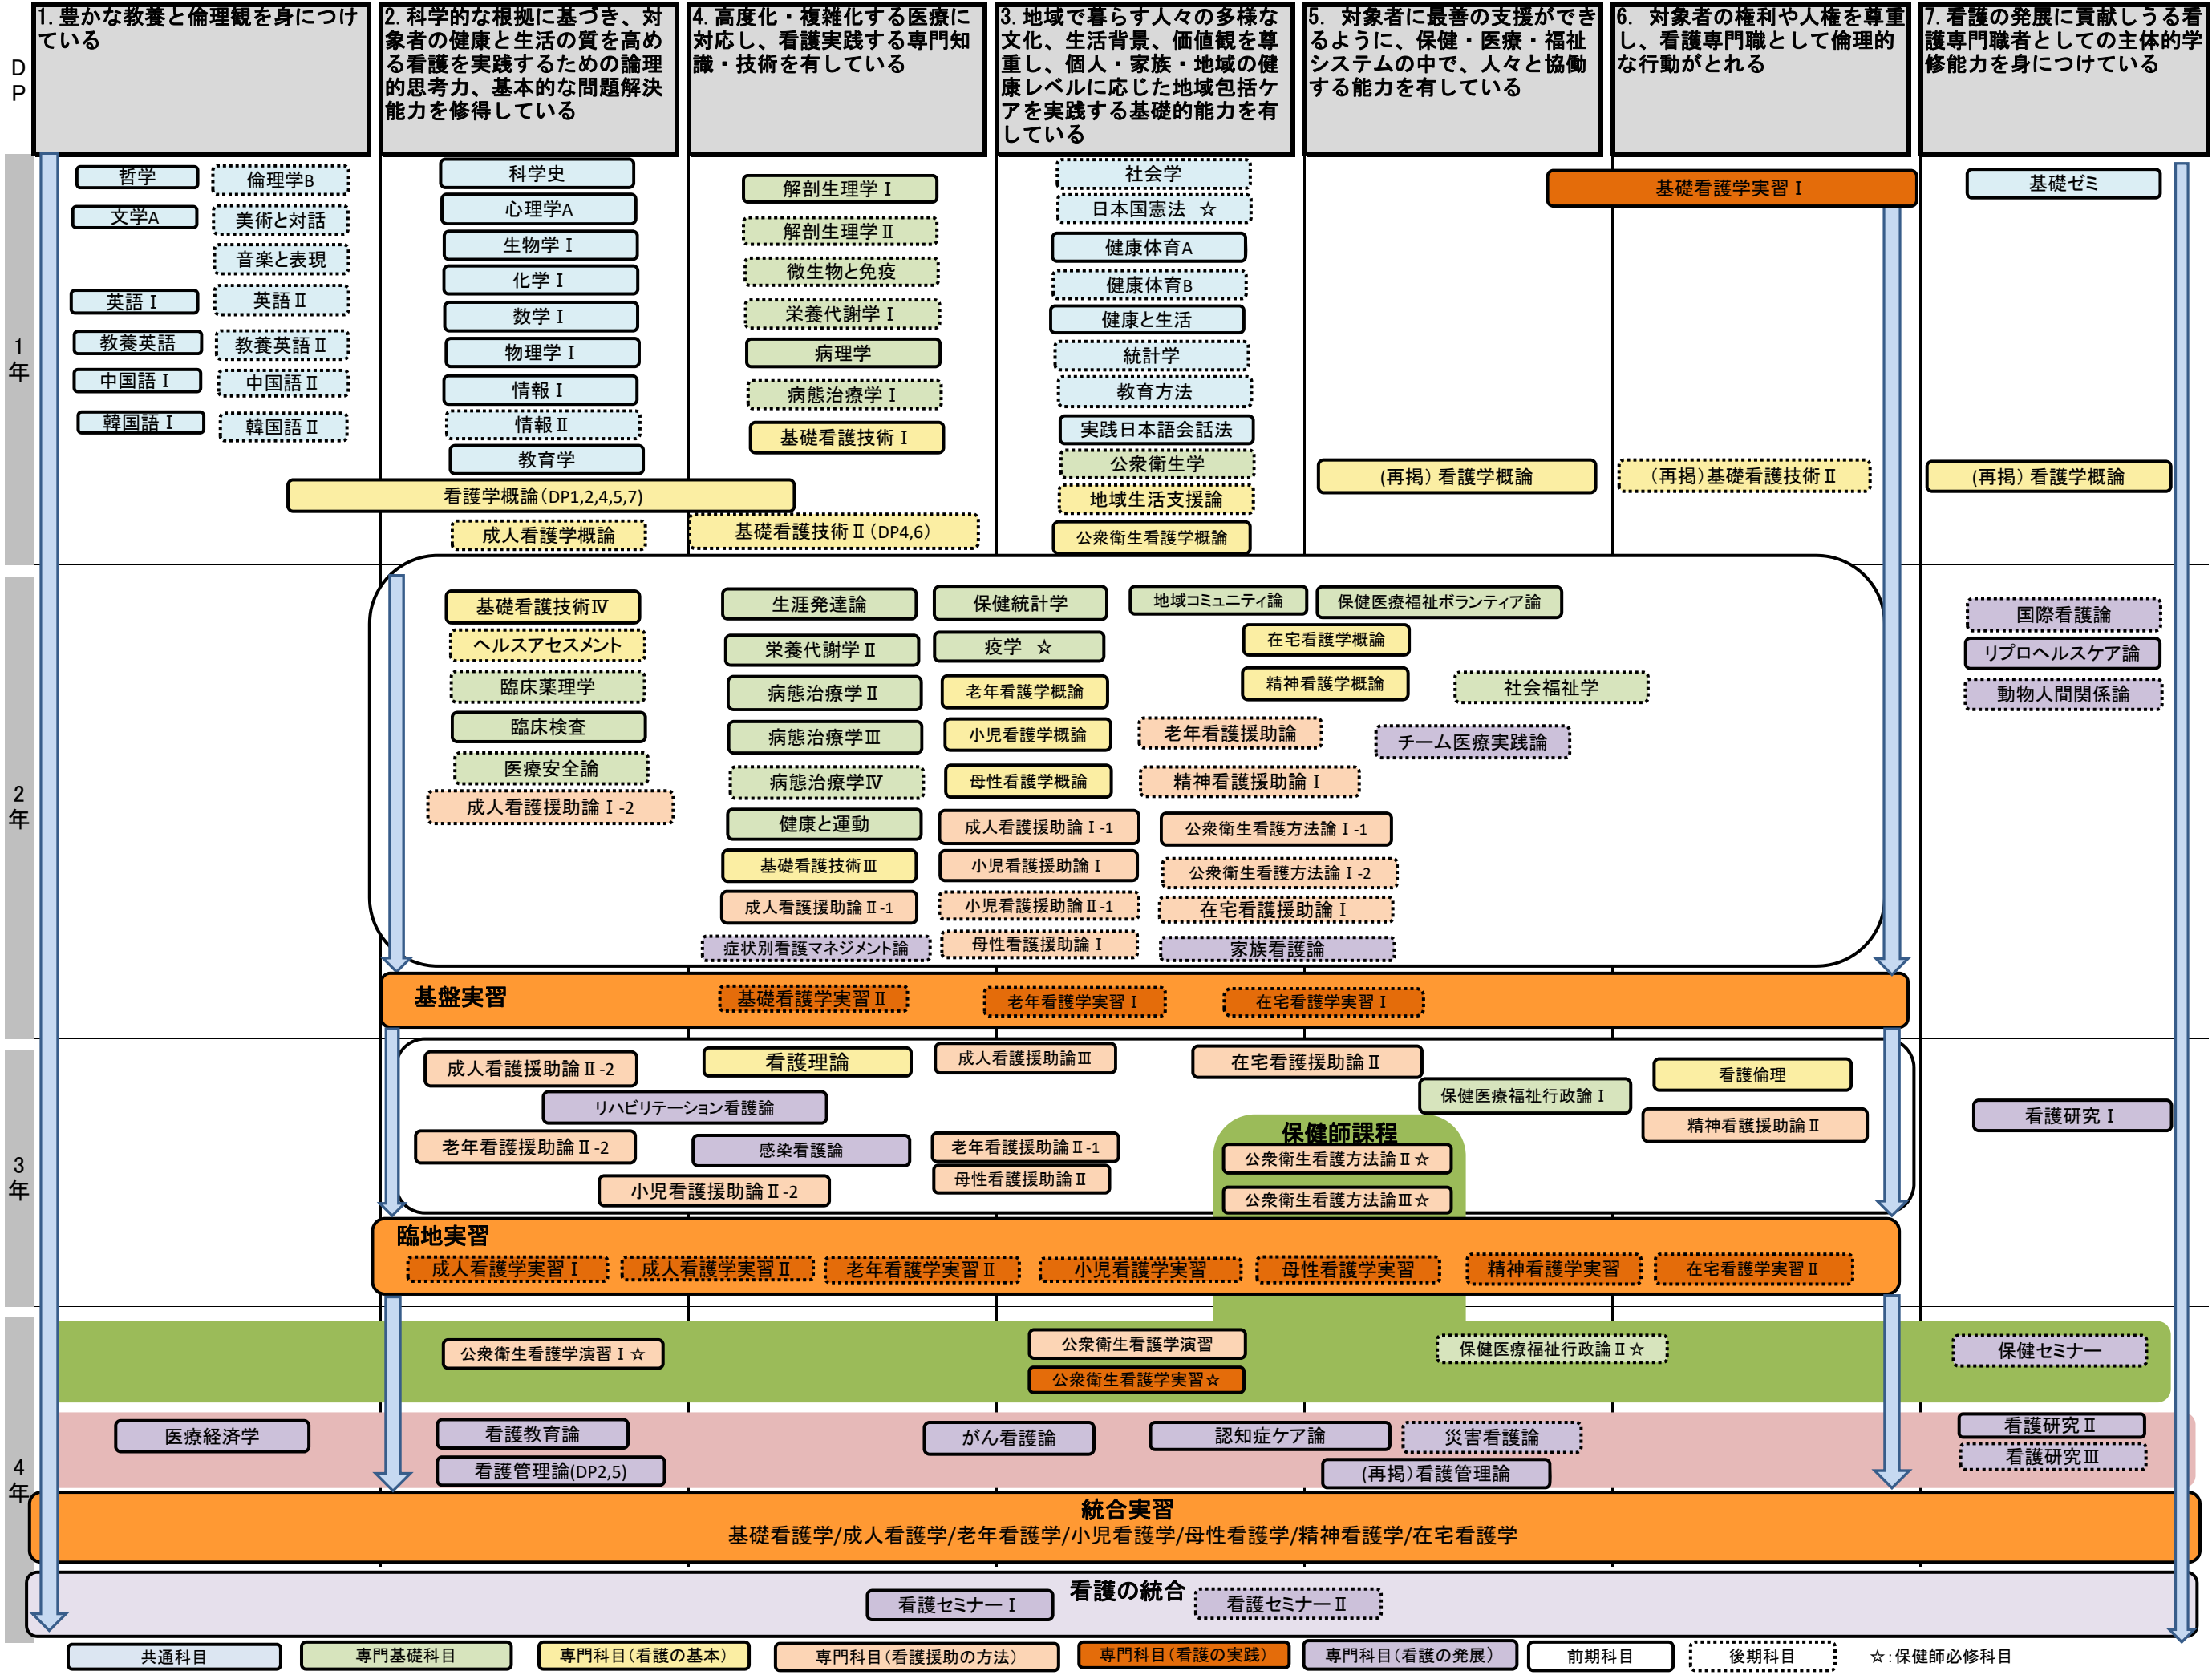 DP
1. 豊かな教養と倫理観を身につけ
ている
2. 科学的な根拠に基づき、対
象者の健康と生活の質を高め
る看護を実践するための論理
的思考力、基本的な問題解決
能力を修得している
4. 高度化・複雑化する医療に
対応し、看護実践する専門知
識・技術を有している
3. 地域で暮らす人々の多様な
文化、生活背景、価値観を尊
重し、個人・家族・地域の健
康レベルに応じた地域包括ケ
アを実践する基礎的能力を有
している
5. 対象者に最善の支援ができ
るように、保健・医療・福祉
システムの中で、人々と協働
する能力を有している
6. 対象者の権利や人権を尊重
し、看護専門職として倫理的
な行動がとれる
7. 看護の発展に貢献しうる看
護専門職者としての主体的学
修能力を身につけている
1年
哲学
倫理学B
文学A
美術と対話
音楽と表現
英語Ⅰ
英語Ⅱ
教養英語
教養英語Ⅱ
中国語Ⅰ
中国語Ⅱ
韓国語Ⅰ
韓国語Ⅱ
科学史
心理学A
生物学Ⅰ
化学Ⅰ
数学Ⅰ
物理学Ⅰ
情報Ⅰ
情報Ⅱ
教育学
看護学概論(DP1,2,4,5,7)
成人看護学概論
解剖生理学Ⅰ
解剖生理学Ⅱ
微生物と免疫
栄養代謝学Ⅰ
病理学
病態治療学Ⅰ
基礎看護技術Ⅰ
基礎看護技術Ⅱ(DP4,6)
社会学
日本国憲法 ☆
健康体育A
健康体育B
健康と生活
統計学
教育方法
実践日本語会話法
公衆衛生学
地域生活支援論
公衆衛生看護学概論
(再掲) 看護学概論
基礎看護学実習Ⅰ
(再掲)基礎看護技術Ⅱ
基礎ゼミ
(再掲) 看護学概論
2年
基礎看護技術Ⅳ
ヘルスアセスメント
臨床薬理学
臨床検査
医療安全論
成人看護援助論Ⅰ-2
生涯発達論
栄養代謝学Ⅱ
病態治療学Ⅱ
病態治療学Ⅲ
病態治療学Ⅳ
健康と運動
基礎看護技術Ⅲ
成人看護援助論Ⅱ-1
症状別看護マネジメント論
保健統計学
疫学 ☆
老年看護学概論
小児看護学概論
母性看護学概論
成人看護援助論Ⅰ-1
小児看護援助論Ⅰ
小児看護援助論Ⅱ-1
母性看護援助論Ⅰ
地域コミュニティ論
保健医療福祉ボランティア論
在宅看護学概論
精神看護学概論
社会福祉学
老年看護援助論
チーム医療実践論
精神看護援助論Ⅰ
公衆衛生看護方法論Ⅰ-1
公衆衛生看護方法論Ⅰ-2
在宅看護援助論Ⅰ
家族看護論
国際看護論
リプロヘルスケア論
動物人間関係論
基盤実習
基礎看護学実習Ⅱ
老年看護学実習Ⅰ
在宅看護学実習Ⅰ
3年
成人看護援助論Ⅱ-2
看護理論
成人看護援助論Ⅲ
在宅看護援助論Ⅱ
保健医療福祉行政論Ⅰ
看護倫理
リハビリテーション看護論
精神看護援助論Ⅱ
看護研究Ⅰ
保健師課程
老年看護援助論Ⅱ-2
感染看護論
老年看護援助論Ⅱ-1
公衆衛生看護方法論Ⅱ☆
母性看護援助論Ⅱ
小児看護援助論Ⅱ-2
公衆衛生看護方法論Ⅲ☆
臨地実習
成人看護学実習Ⅰ
成人看護学実習Ⅱ
老年看護学実習Ⅱ
小児看護学実習
母性看護学実習
精神看護学実習
在宅看護学実習Ⅱ
4年
公衆衛生看護学演習Ⅰ☆
公衆衛生看護学演習
公衆衛生看護学実習☆
保健医療福祉行政論Ⅱ☆
保健セミナー
医療経済学
看護教育論
看護管理論(DP2,5)
がん看護論
認知症ケア論
災害看護論
(再掲)看護管理論
看護研究Ⅱ
看護研究Ⅲ
統合実習
基礎看護学/成人看護学/老年看護学/小児看護学/母性看護学/精神看護学/在宅看護学
看護の統合
看護セミナーⅠ
看護セミナーⅡ
共通科目
専門基礎科目
専門科目(看護の基本)
専門科目(看護援助の方法)
専門科目(看護の実践)
専門科目(看護の発展)
前期科目
後期科目
☆:保健師必修科目